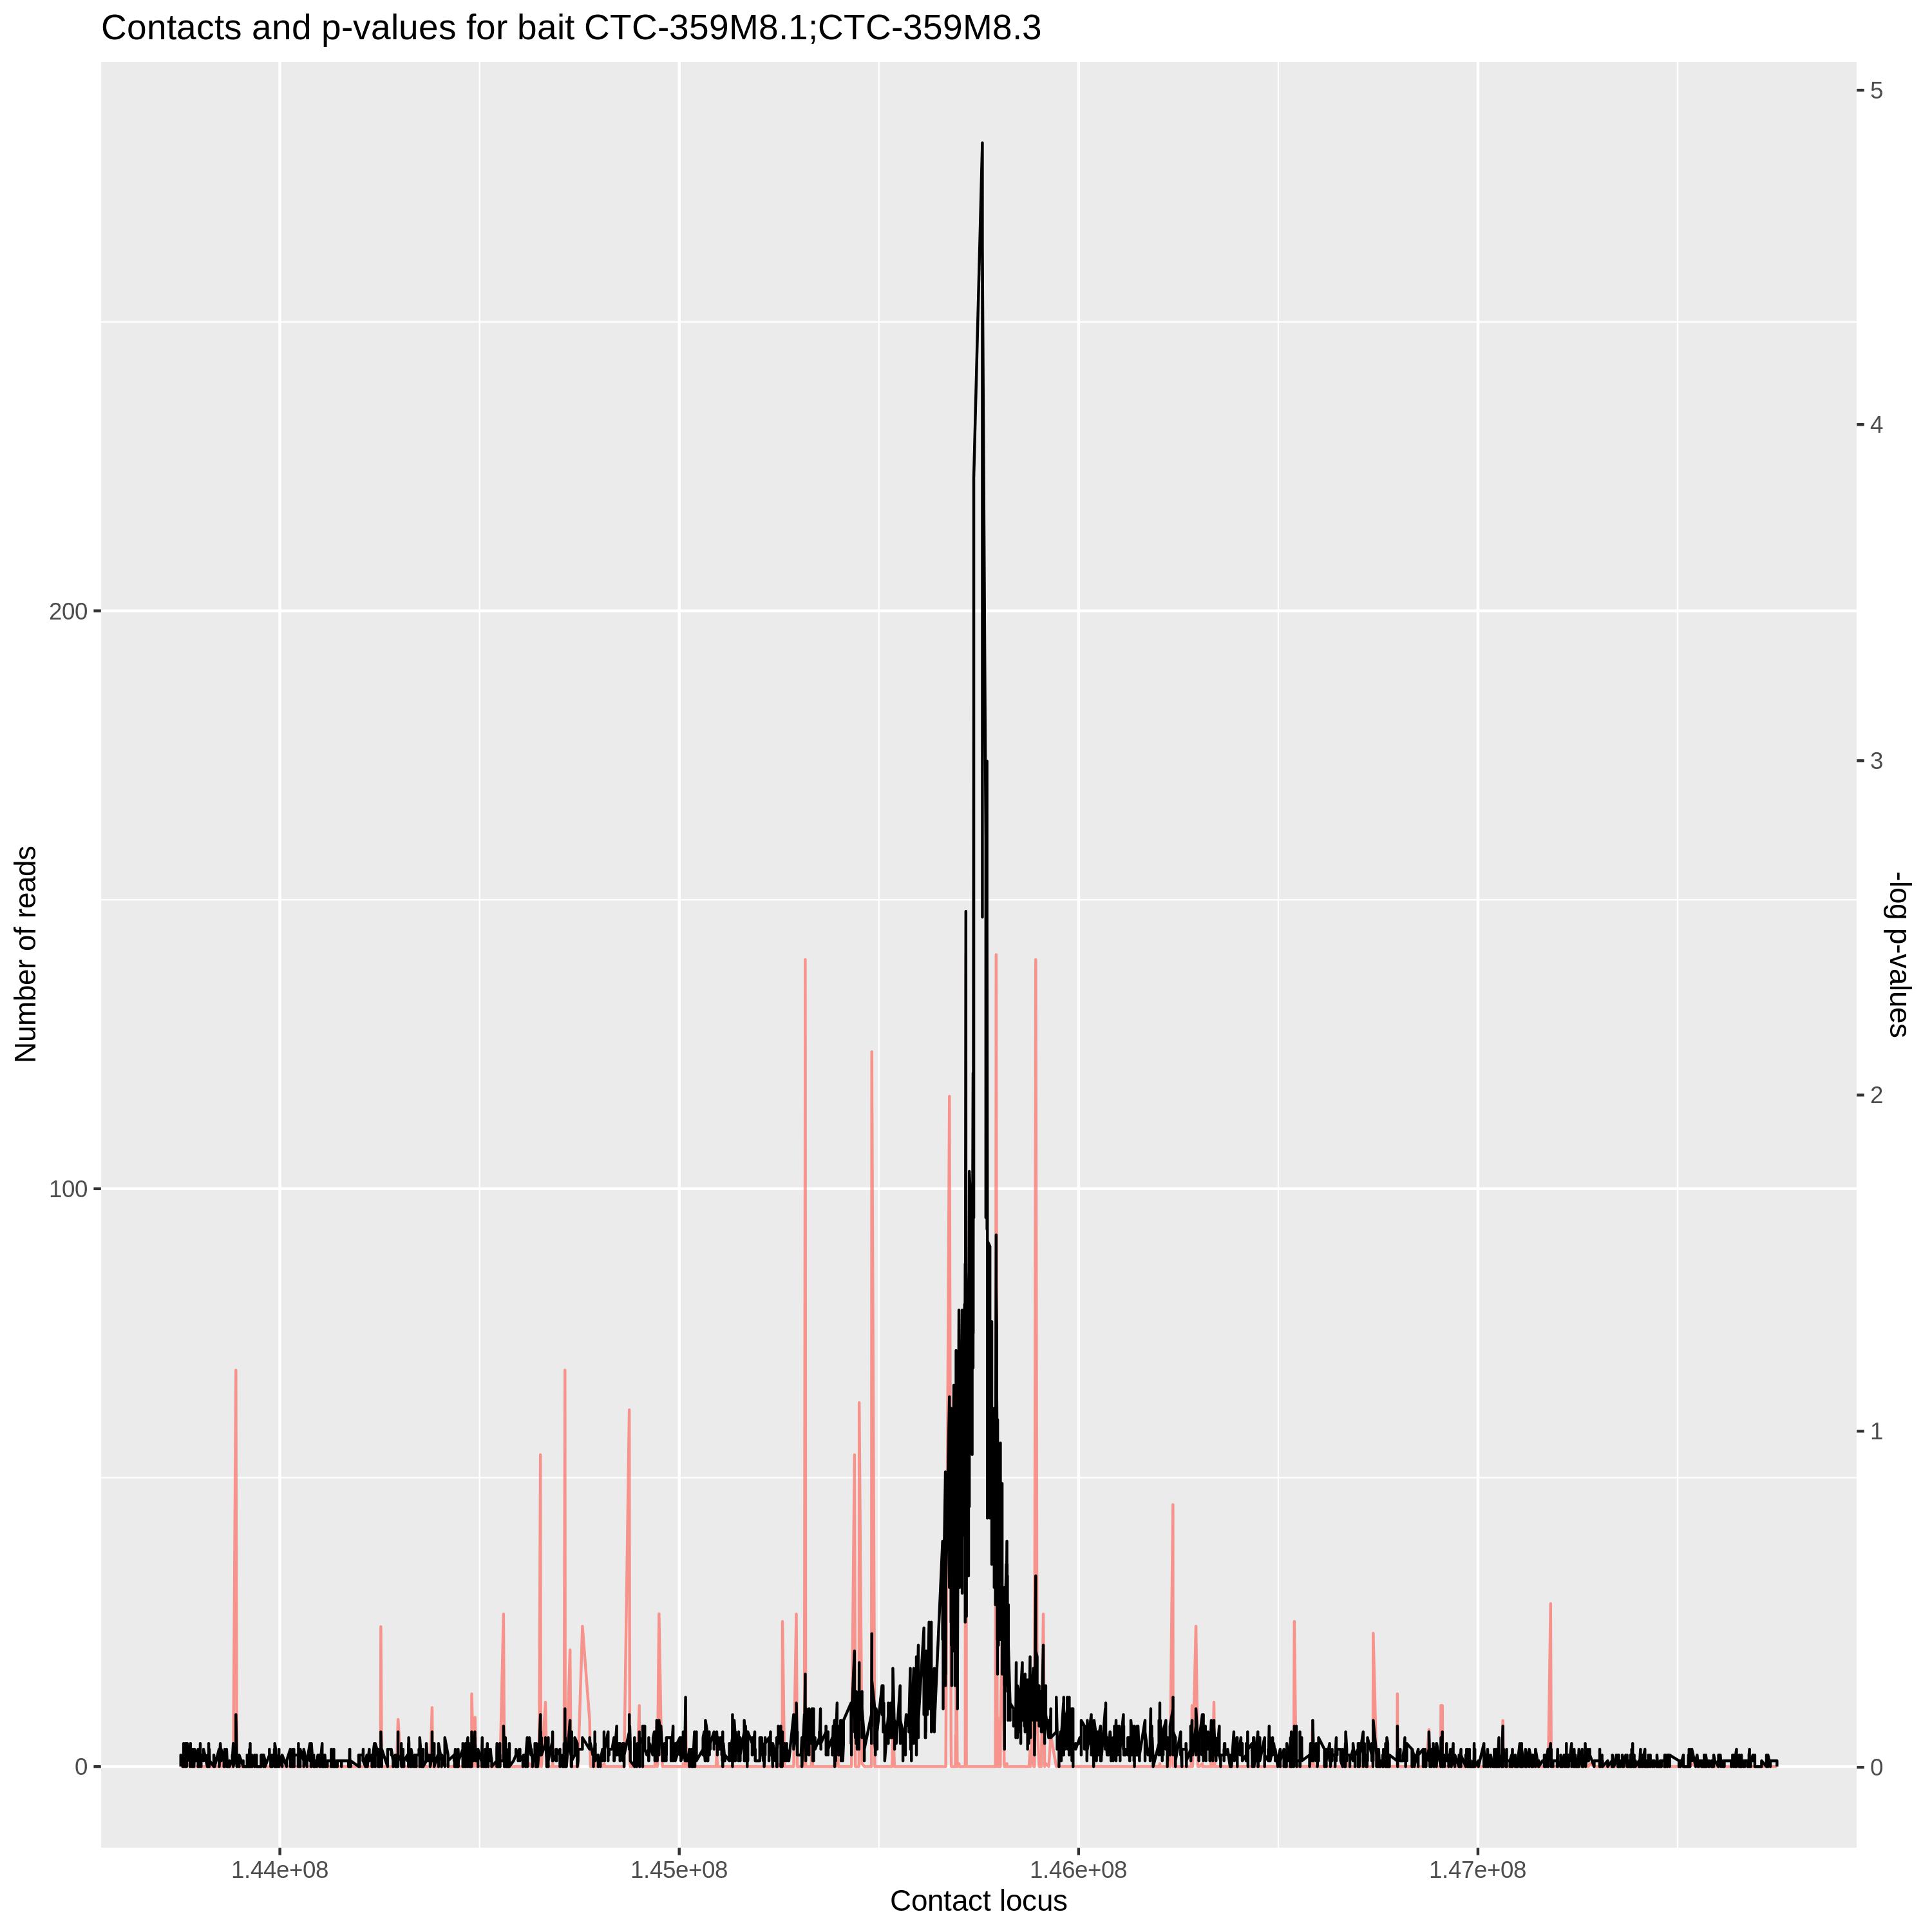 Contacts and p-values for bait CTC-359M8.1;CTC-359M8.3
5
4
200
3
Number of reads
-log p-values
2
100
1
0
0
1.44e+08
1.45e+08
1.46e+08
1.47e+08
Contact locus